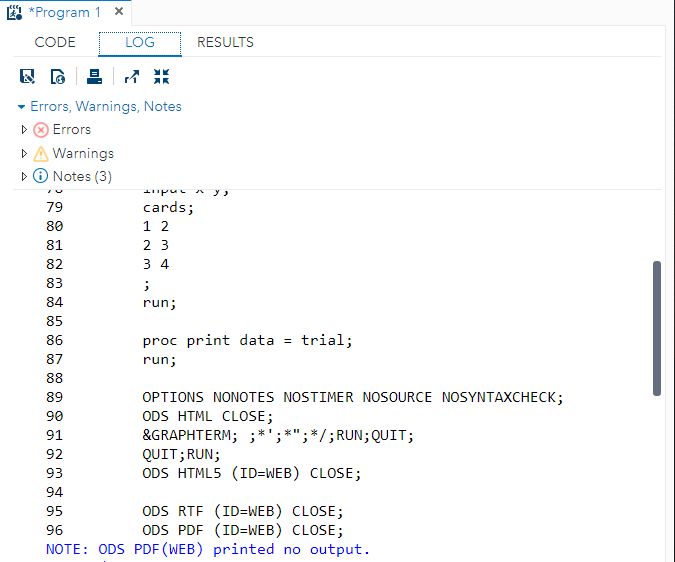 *Program 1 ×
CODE LOG RESULTS
Errors, Warnings, Notes
Errors
Warnings
Notes (3)
78 input x y;
79 cards;
80 1 2
81 2 3
82 3 4
83 ;
84 run;
85
86 proc print data = trial;
87 run;
88
89 OPTIONS NONOTES NOSTIMER NOSOURCE NOSYNTAXCHECK;
90 ODS HTML CLOSE;
91 &GRAPHTERM; ;*';*";*/;RUN;QUIT;
92 QUIT;RUN;
93 ODS HTML5 (ID=WEB) CLOSE;
94
95 ODS RTF (ID=WEB) CLOSE;
96 ODS PDF (ID=WEB) CLOSE;
NOTE: ODS PDF(WEB) printed no output.